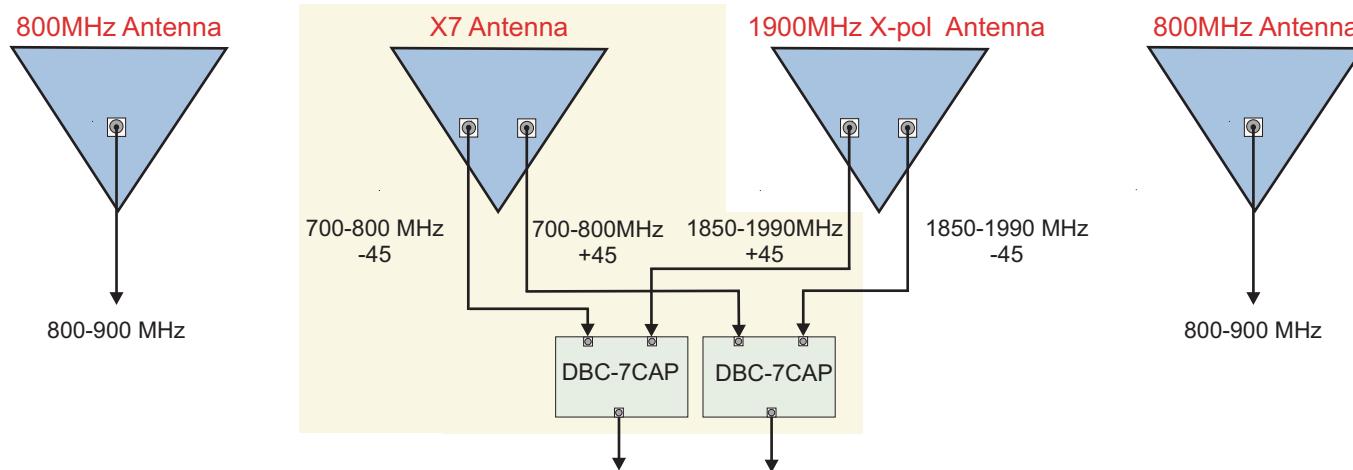 800MHz Antenna
X7 Antenna
1900MHz X-pol Antenna
800MHz Antenna
700-800 MHz
-45
700-800MHz
+45
1850-1990MHz
+45
1850-1990 MHz
-45
800-900 MHz
800-900 MHz
DBC-7CAP
DBC-7CAP